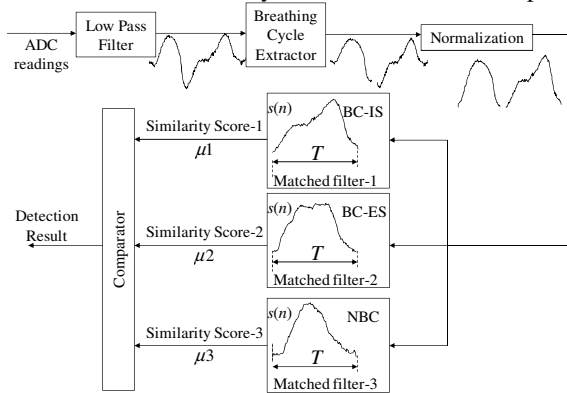 ADC
readings
Low Pass
Filter
Breathing
Cycle
Extractor
Normalization
s(n) BC-IS
T
Matched filter-1
Similarity Score-1
μ1
s(n) BC-ES
T
Matched filter-2
Similarity Score-2
μ2
s(n) NBC
T
Matched filter-3
Similarity Score-3
μ3
Comparator
Detection
Result